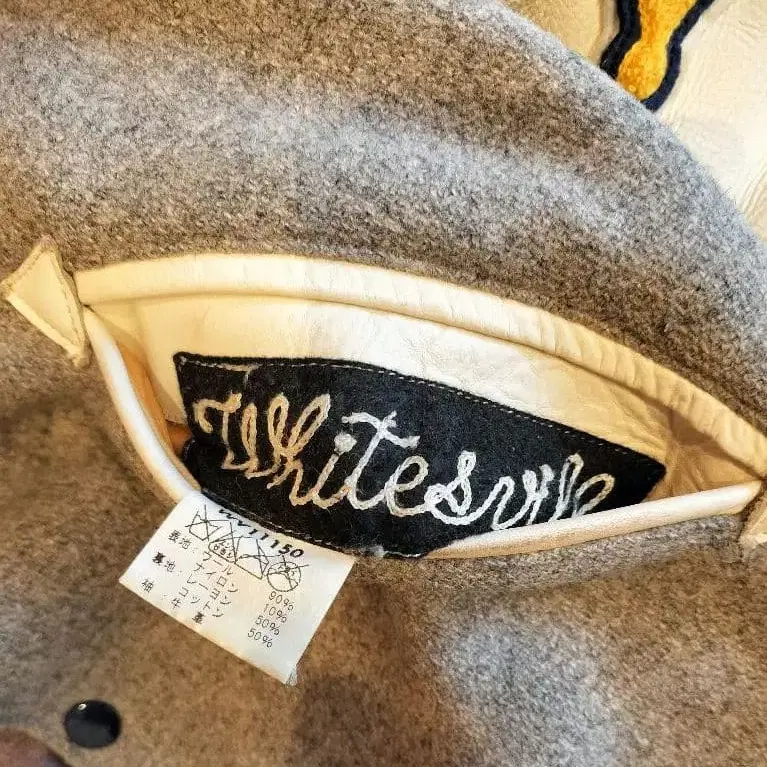 Whitesville
WV11150
表地: ウール 90%
ナイロン 10%
裏地: レーヨン 50%
コットン 50%
袖: 牛革